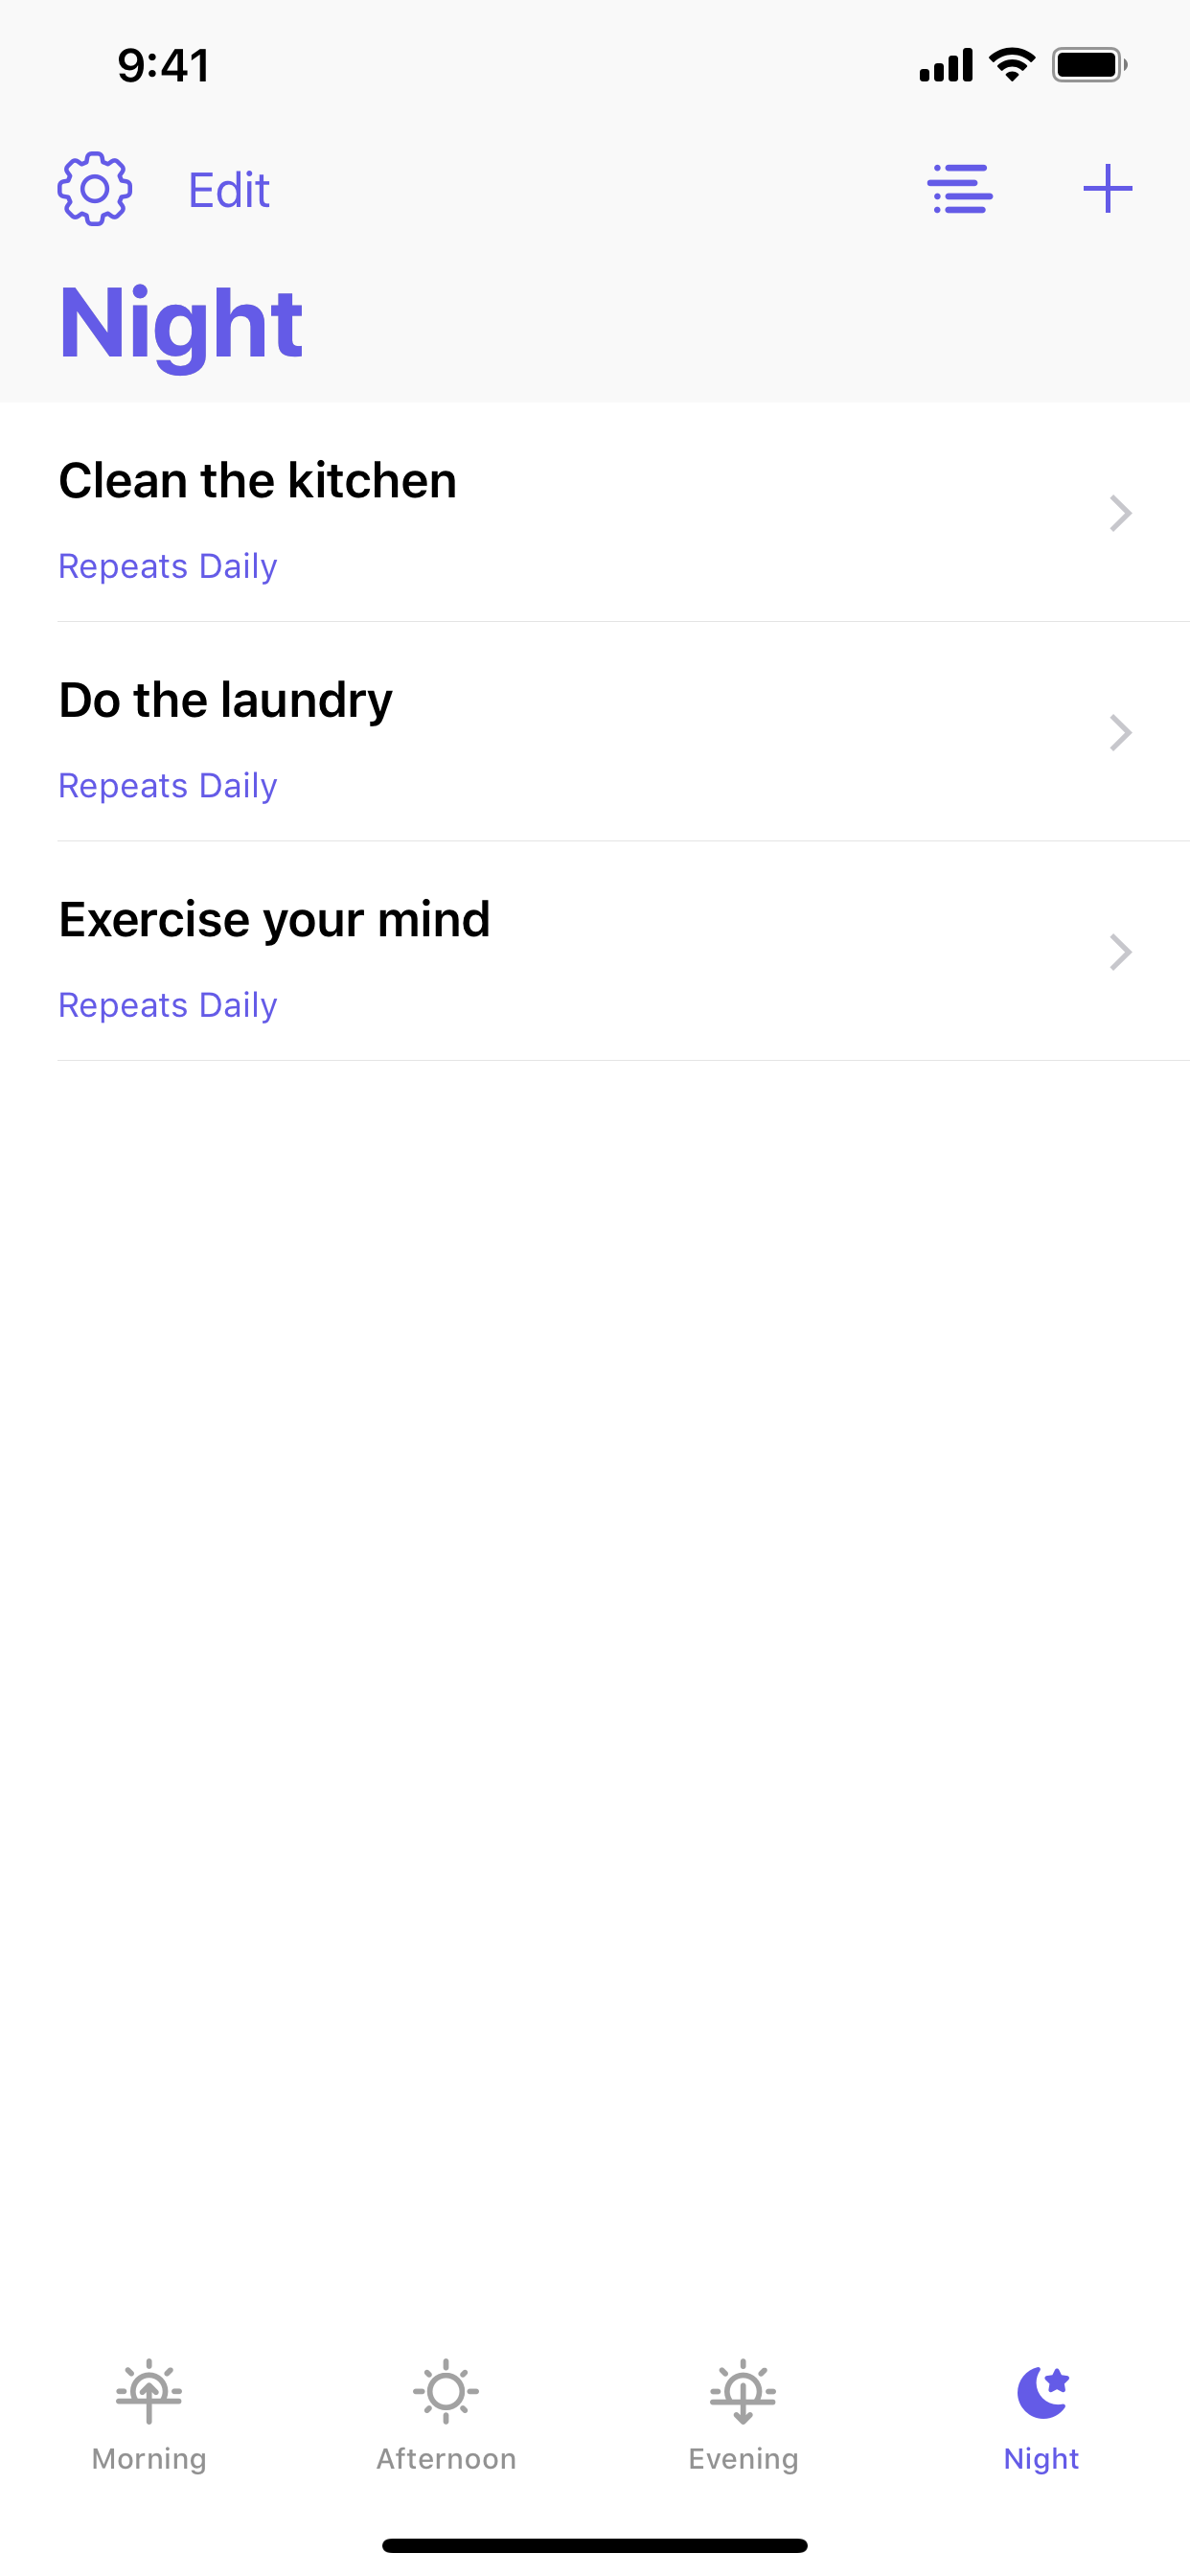 9:41
Edit
Night
Clean the kitchen
Repeats Daily
Do the laundry
Repeats Daily
Exercise your mind
Repeats Daily
Morning
Afternoon
Evening
Night